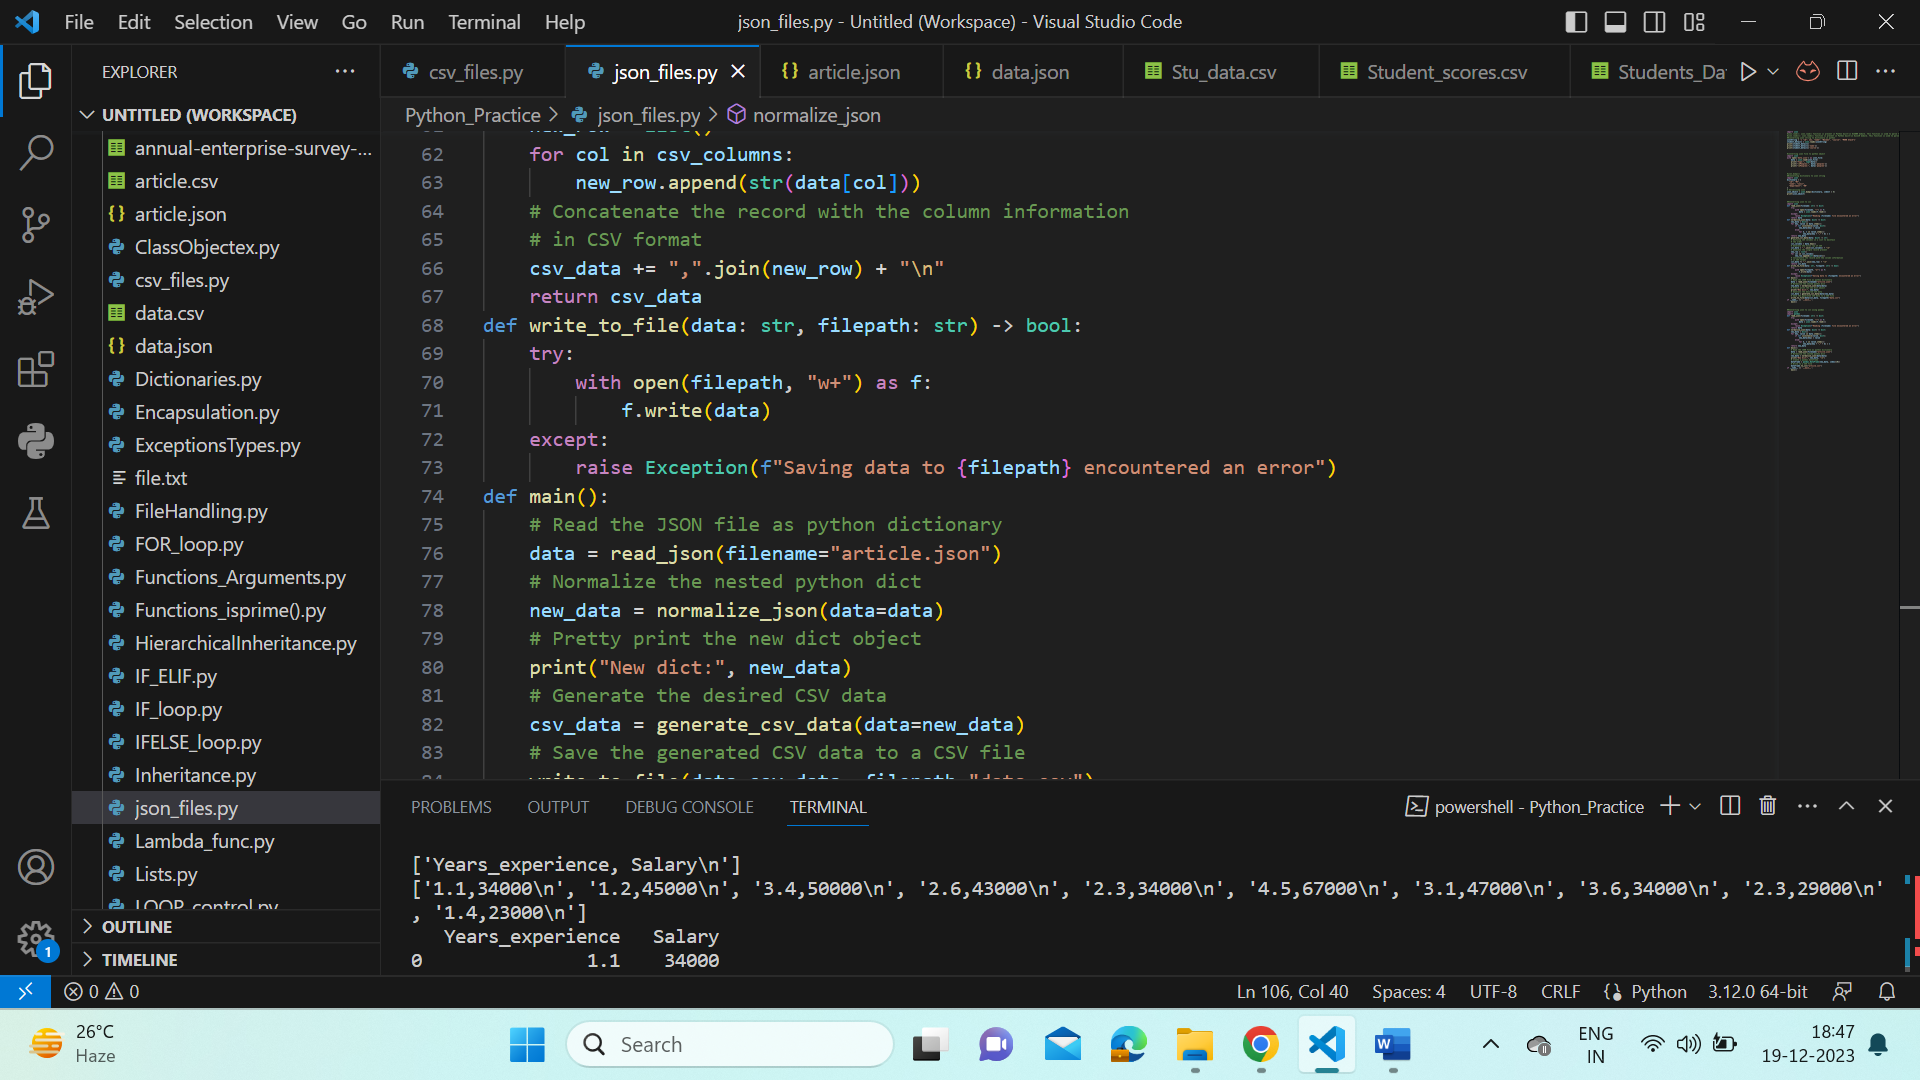 File Edit Selection View Go Run Terminal Help
json_files.py - Untitled (Workspace) - Visual Studio Code
EXPLORER
csv_files.py
json_files.py
article.json
data.json
Stu_data.csv
Student_scores.csv
Students_Da
UNTITLED (WORKSPACE)
Python_Practice > json_files.py > normalize_json
annual-enterprise-survey-...
article.csv
article.json
ClassObjectex.py
csv_files.py
data.csv
data.json
Dictionaries.py
Encapsulation.py
ExceptionsTypes.py
file.txt
FileHandling.py
FOR_loop.py
Functions_Arguments.py
Functions_isprime().py
HierarchicalInheritance.py
IF_ELIF.py
IF_loop.py
IFELSE_loop.py
Inheritance.py
json_files.py
Lambda_func.py
Lists.py
LOOP_control.py
OUTLINE
TIMELINE
62 for col in csv_columns:
63 new_row.append(str(data[col]))
64 # Concatenate the record with the column information
65 # in CSV format
66 csv_data += ",".join(new_row) + "\n"
67 return csv_data
68 def write_to_file(data: str, filepath: str) -> bool:
69 try:
70 with open(filepath, "w+") as f:
71 f.write(data)
72 except:
73 raise Exception(f"Saving data to {filepath} encountered an error")
74 def main():
75 # Read the JSON file as python dictionary
76 data = read_json(filename="article.json")
77 # Normalize the nested python dict
78 new_data = normalize_json(data=data)
79 # Pretty print the new dict object
80 print("New dict:", new_data)
81 # Generate the desired CSV data
82 csv_data = generate_csv_data(data=new_data)
83 # Save the generated CSV data to a CSV file
84 write_to_file(data=csv_data, filepath="data.csv")
PROBLEMS OUTPUT DEBUG CONSOLE TERMINAL
powershell - Python_Practice
['Years_experience, Salary\n']
['1.1,34000\n', '1.2,45000\n', '3.4,50000\n', '2.6,43000\n', '2.3,34000\n', '4.5,67000\n', '3.1,47000\n', '3.6,34000\n', '2.3,29000\n'
, '1.4,23000\n']
Years_experience Salary
0 1.1 34000
1
0 0
Ln 106, Col 40 Spaces: 4 UTF-8 CRLF Python 3.12.0 64-bit
26°C
Haze
Search
ENG
IN
18:47
19-12-2023